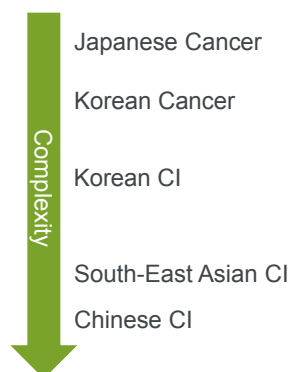 Japanese Cancer
Korean Cancer
Complexity
Korean CI
South-East Asian CI
Chinese CI